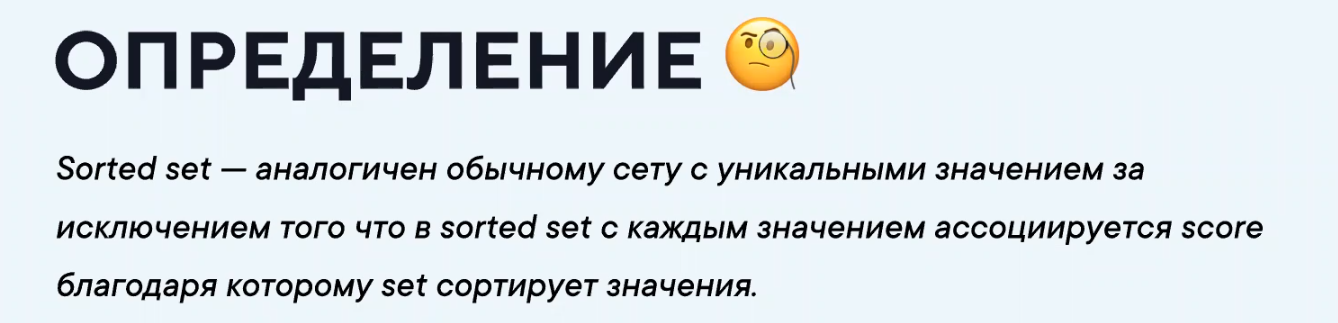 ОПРЕДЕЛЕНИЕ 🧐
Sorted set — аналогичен обычному сету с уникальными значением за
исключением того что в sorted set с каждым значением ассоциируется score
благодаря которому set сортирует значения.